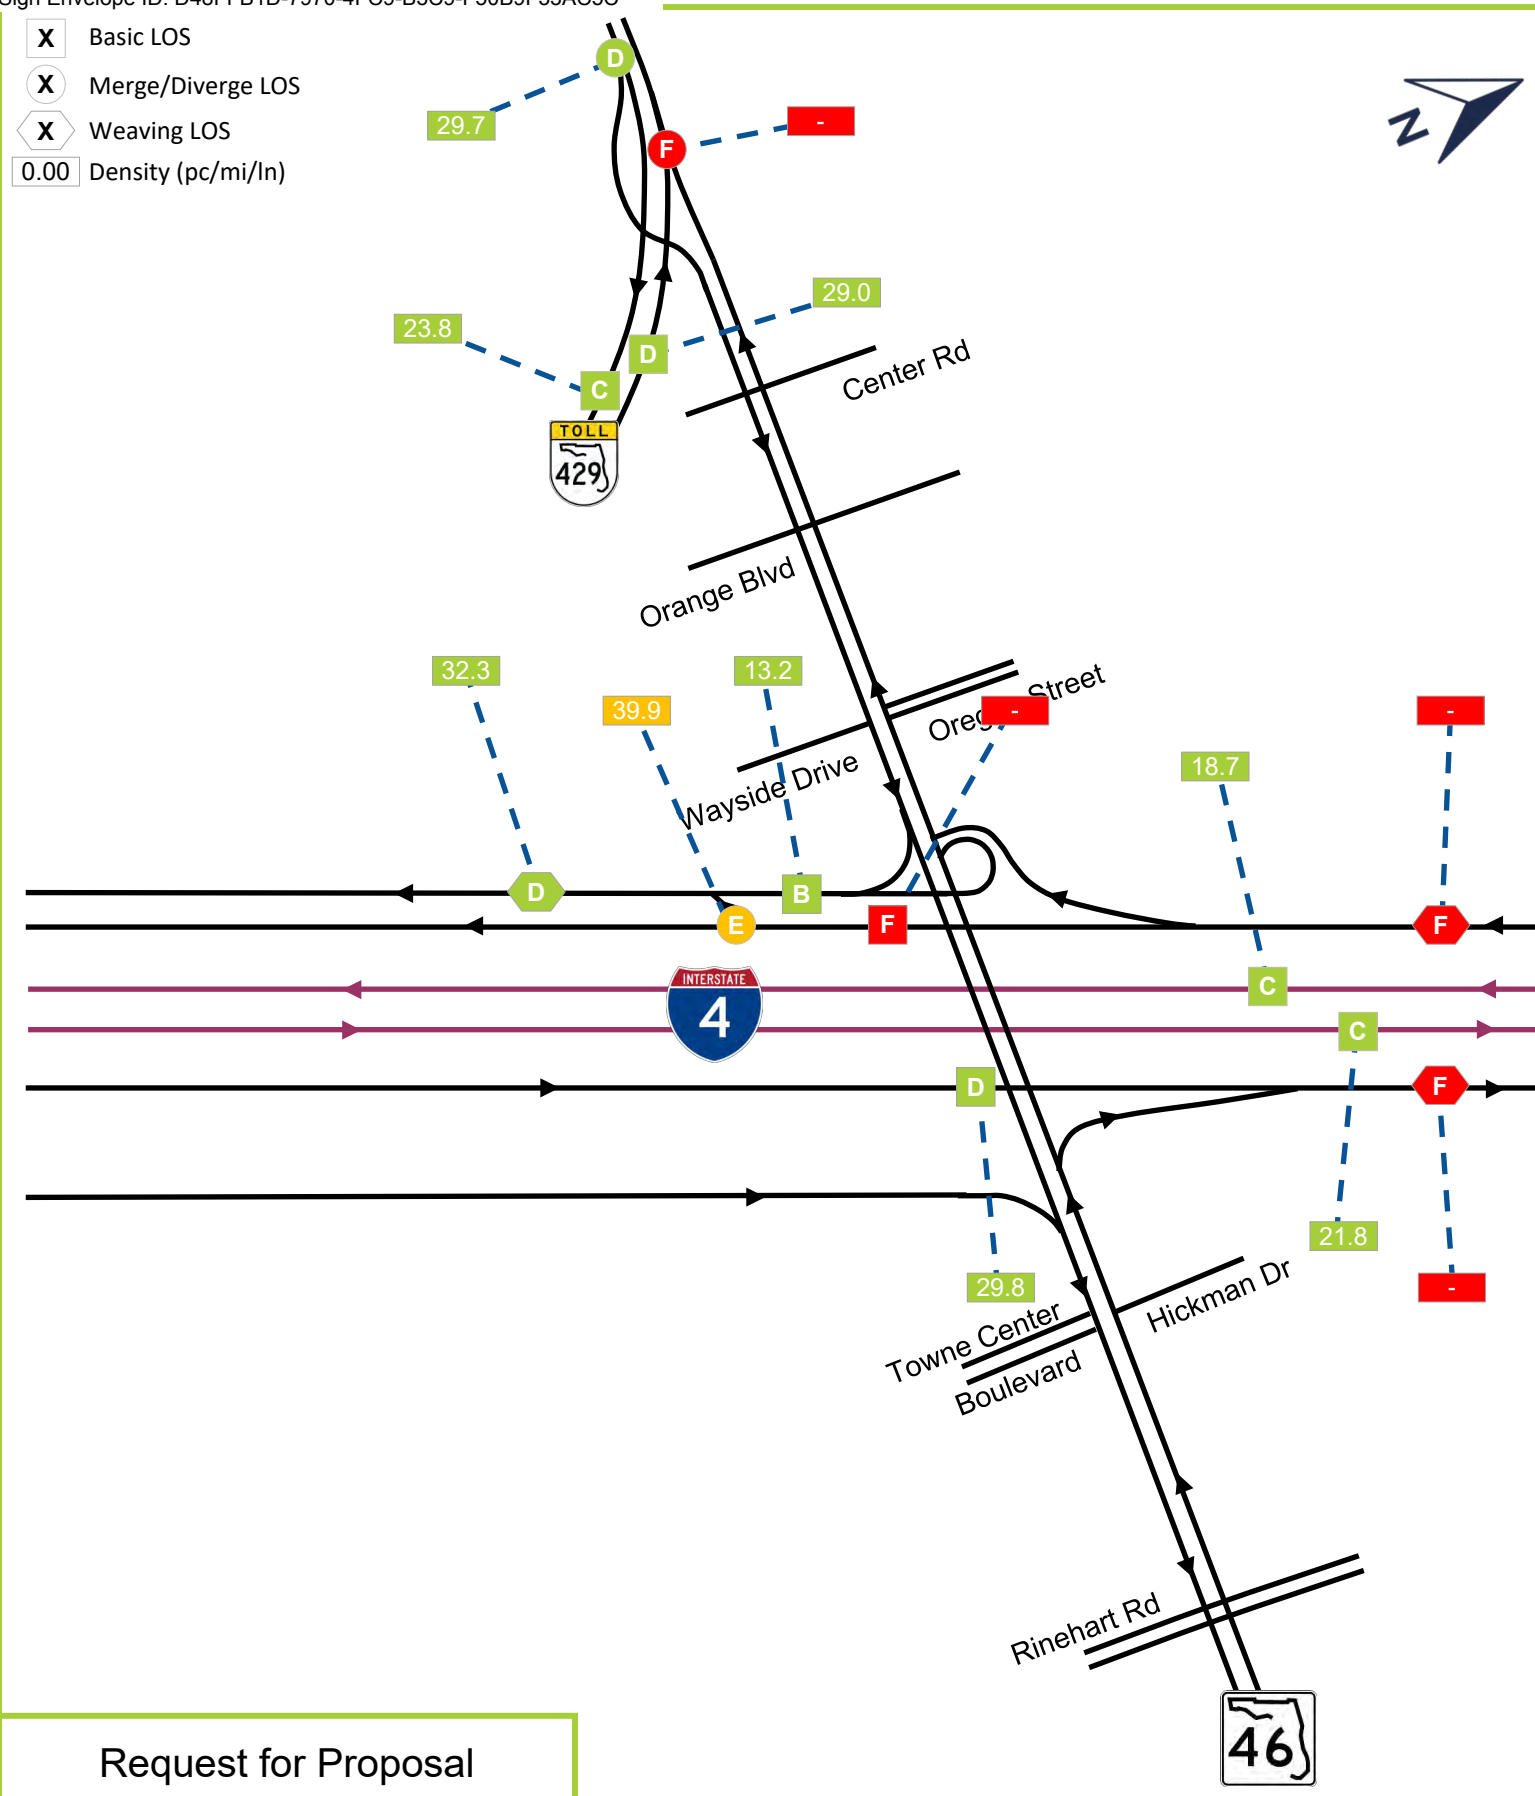 X Basic LOS
X Merge/Diverge LOS
X Weaving LOS
0.00 Density (pc/mi/ln)
D
29.7
-
F
N
29.0
23.8
D
C
Center Rd
TOLL
429
Orange Blvd
32.3
13.2
39.9
Street
-
-
Wayside Drive
18.7
D
B
E
F
F
INTERSTATE
4
C
C
D
F
21.8
29.8
-
Hickman Dr
Towne Center
Boulevard
Rinehart Rd
46
Request for Proposal